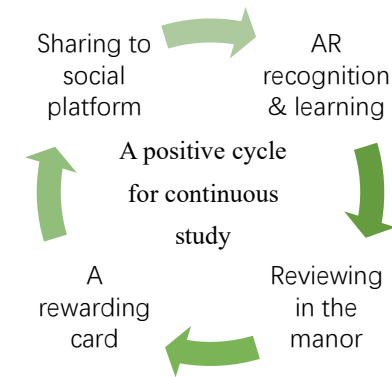 Sharing to
social
platform
AR
recognition
& learning
A positive cycle
for continuous
study
A
rewarding
card
Reviewing
in the
manor